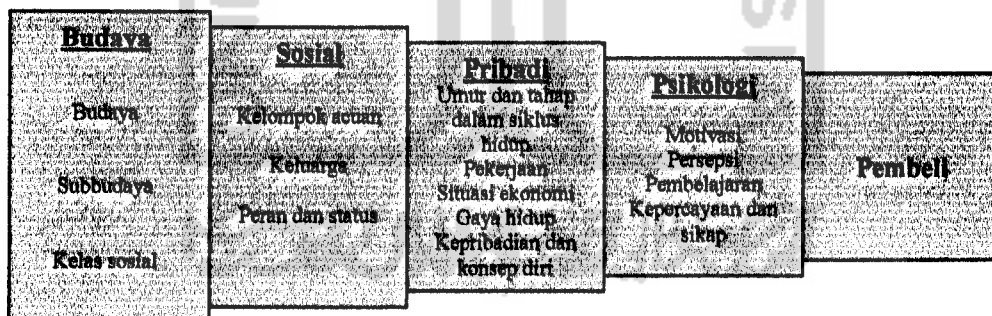 Budaya
Budaya
Subbudaya
Kelas sosial
Sosial
Kelompok acuan
Keluarga
Peran dan status
Pribadi
Umur dan tahap
dalam siklus
hidup
Pekerjaan
Situasi ekonomi
Gaya hidup
Kepribadian dan
konsep diri
Psikologi
Motivasi
Persepsi
Pembelajaran
Kepercayaan dan
sikap
Pembeli